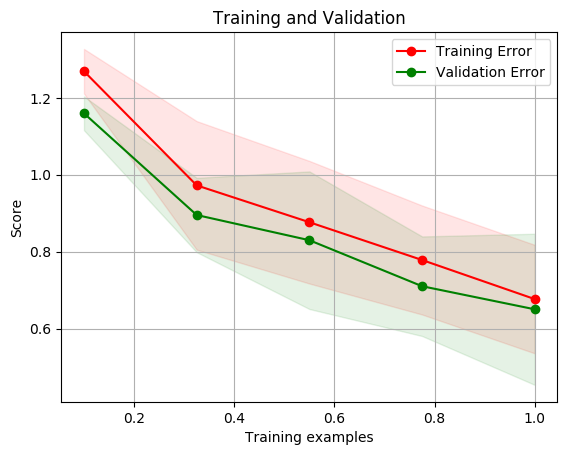 Training and Validation
Training Error
Validation Error
1.2
1.0
0.8
0.6
Score
0.2
0.4
0.6
0.8
1.0
Training examples